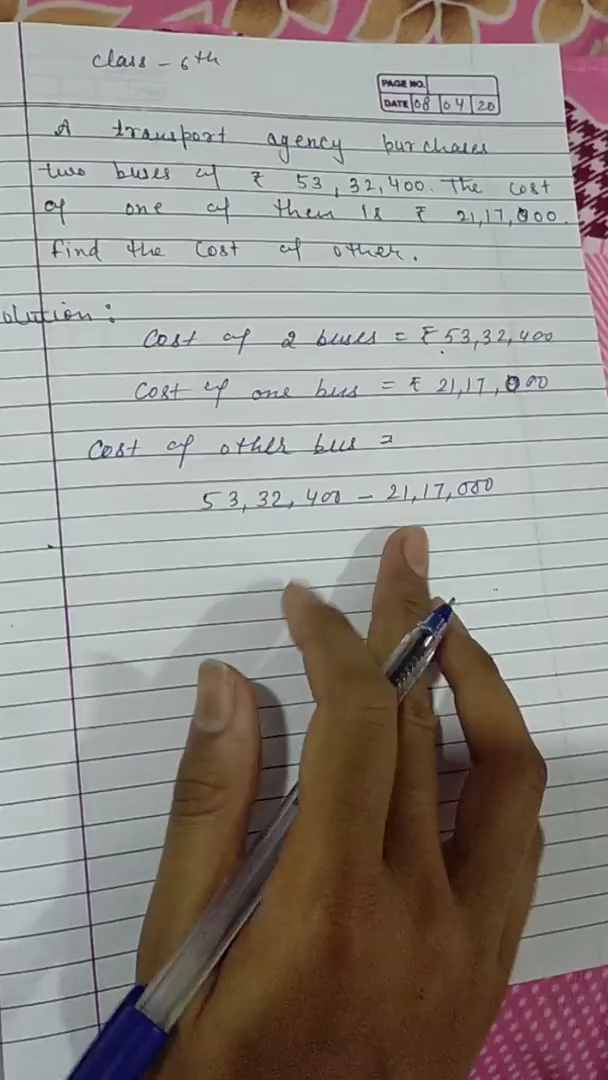 Class - 6th
PAGE NO.
DATE 08 04 20
A transport agency purchases
two buses of ₹ 53,32,400. The cost
of one of them is ₹ 21,17,000.
find the cost of other.
olution:
Cost of 2 buses = ₹ 53,32,400
Cost of one bus = ₹ 21,17,000
Cost of other bus =
53,32,400 - 21,17,000